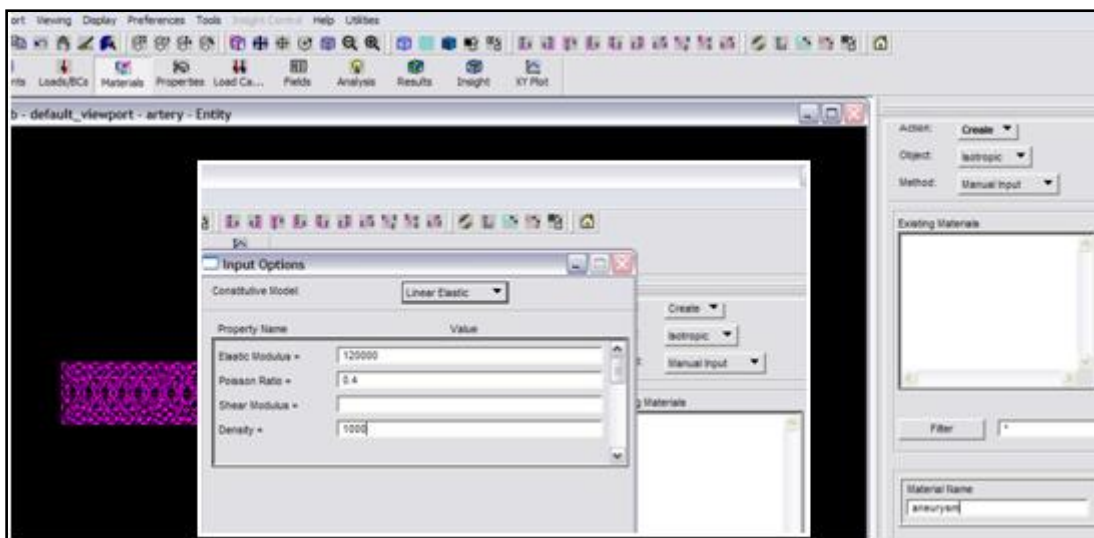 ort Viewing Display Preferences Tools Insight Control Help Utilities
nts Loads/BCs Materials Properties Load Ca... Fields Analysis Results Insight XY Plot
b - default_viewport - artery - Entity
Action: Create
Object: Isotropic
Method: Manual Input
Existing Materials
Filter *
Material Name
aneurysm
Input Options
Constitutive Model: Linear Elastic
Property Name Value
Elastic Modulus = 120000
Poisson Ratio = 0.4
Shear Modulus =
Density = 1000
Create
Isotropic
Manual Input
g Materials